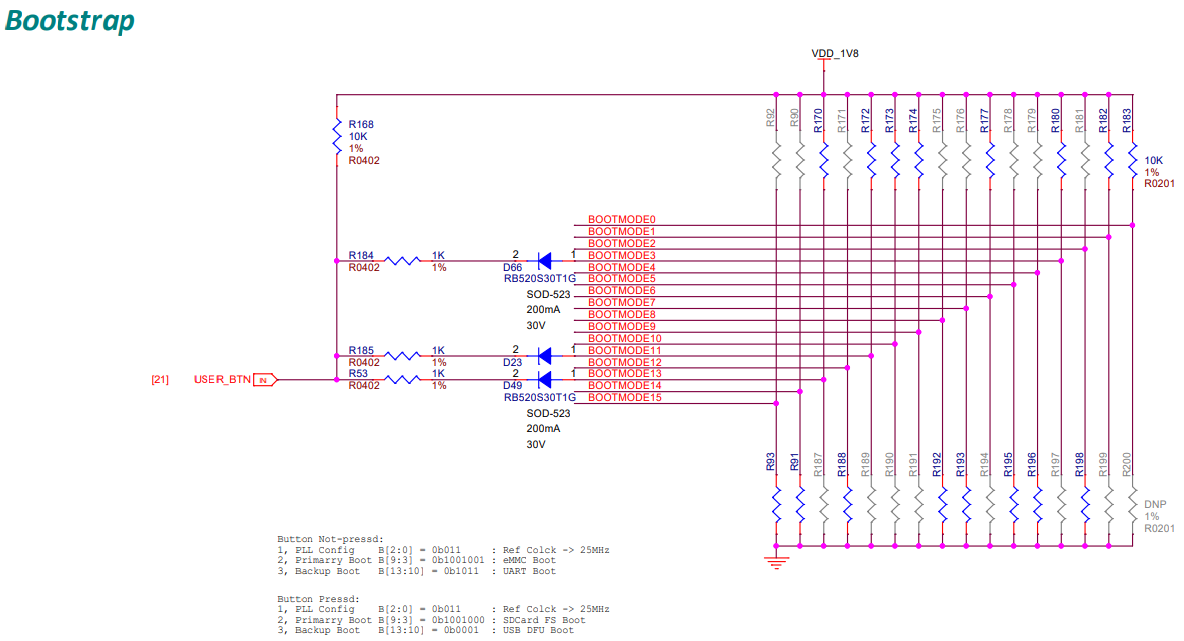 Bootstrap
VDD_1V8
R92
R90
R170
R171
R172
R173
R174
R175
R176
R177
R178
R179
R180
R181
R182
R183
R168
10K
1%
R0402
10K
1%
R0201
BOOTMODE0
BOOTMODE1
BOOTMODE2
BOOTMODE3
BOOTMODE4
BOOTMODE5
BOOTMODE6
BOOTMODE7
BOOTMODE8
BOOTMODE9
BOOTMODE10
BOOTMODE11
BOOTMODE12
BOOTMODE13
BOOTMODE14
BOOTMODE15
R184 1K 2 1
R0402 1% D66
RB520S30T1G
SOD-523
200mA
30V
R185 1K 2 1
R0402 1% D23
R53 1K 2 1
[21] USER_BTN IN R0402 1% D49
RB520S30T1G
SOD-523
200mA
30V
R93
R91
R187
R188
R189
R190
R191
R192
R193
R194
R195
R196
R197
R198
R199
R200
DNP
1%
R0201
Button Not-pressd:
1, PLL Config B[2:0] = 0b011 : Ref Colck -> 25MHz
2, Primarry Boot B[9:3] = 0b1001001 : eMMC Boot
3, Backup Boot B[13:10] = 0b1011 : UART Boot
Button Pressd:
1, PLL Config B[2:0] = 0b011 : Ref Colck -> 25MHz
2, Primarry Boot B[9:3] = 0b1001000 : SDCard FS Boot
3, Backup Boot B[13:10] = 0b0001 : USB DFU Boot